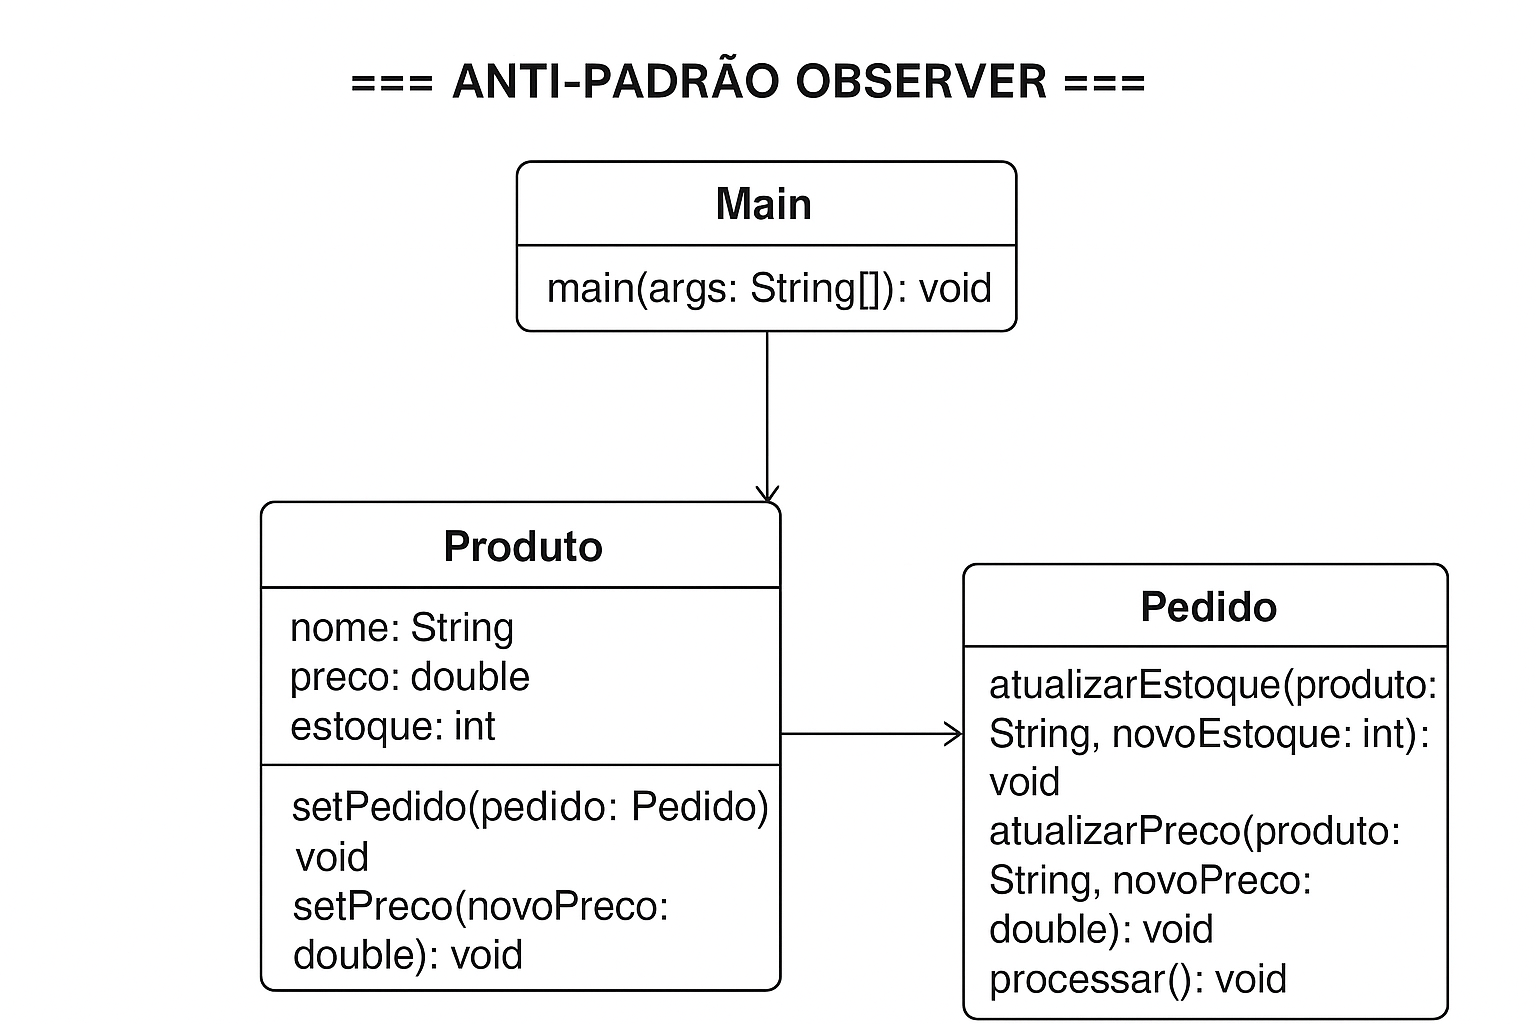 === ANTI-PADRÃO OBSERVER ===
Main
main(args: String[]): void
Produto
nome: String
preco: double
estoque: int
setPedido(pedido: Pedido)
void
setPreco(novoPreco:
double): void
Pedido
atualizarEstoque(produto:
String, novoEstoque: int):
void
atualizarPreco(produto:
String, novoPreco:
double): void
processar(): void